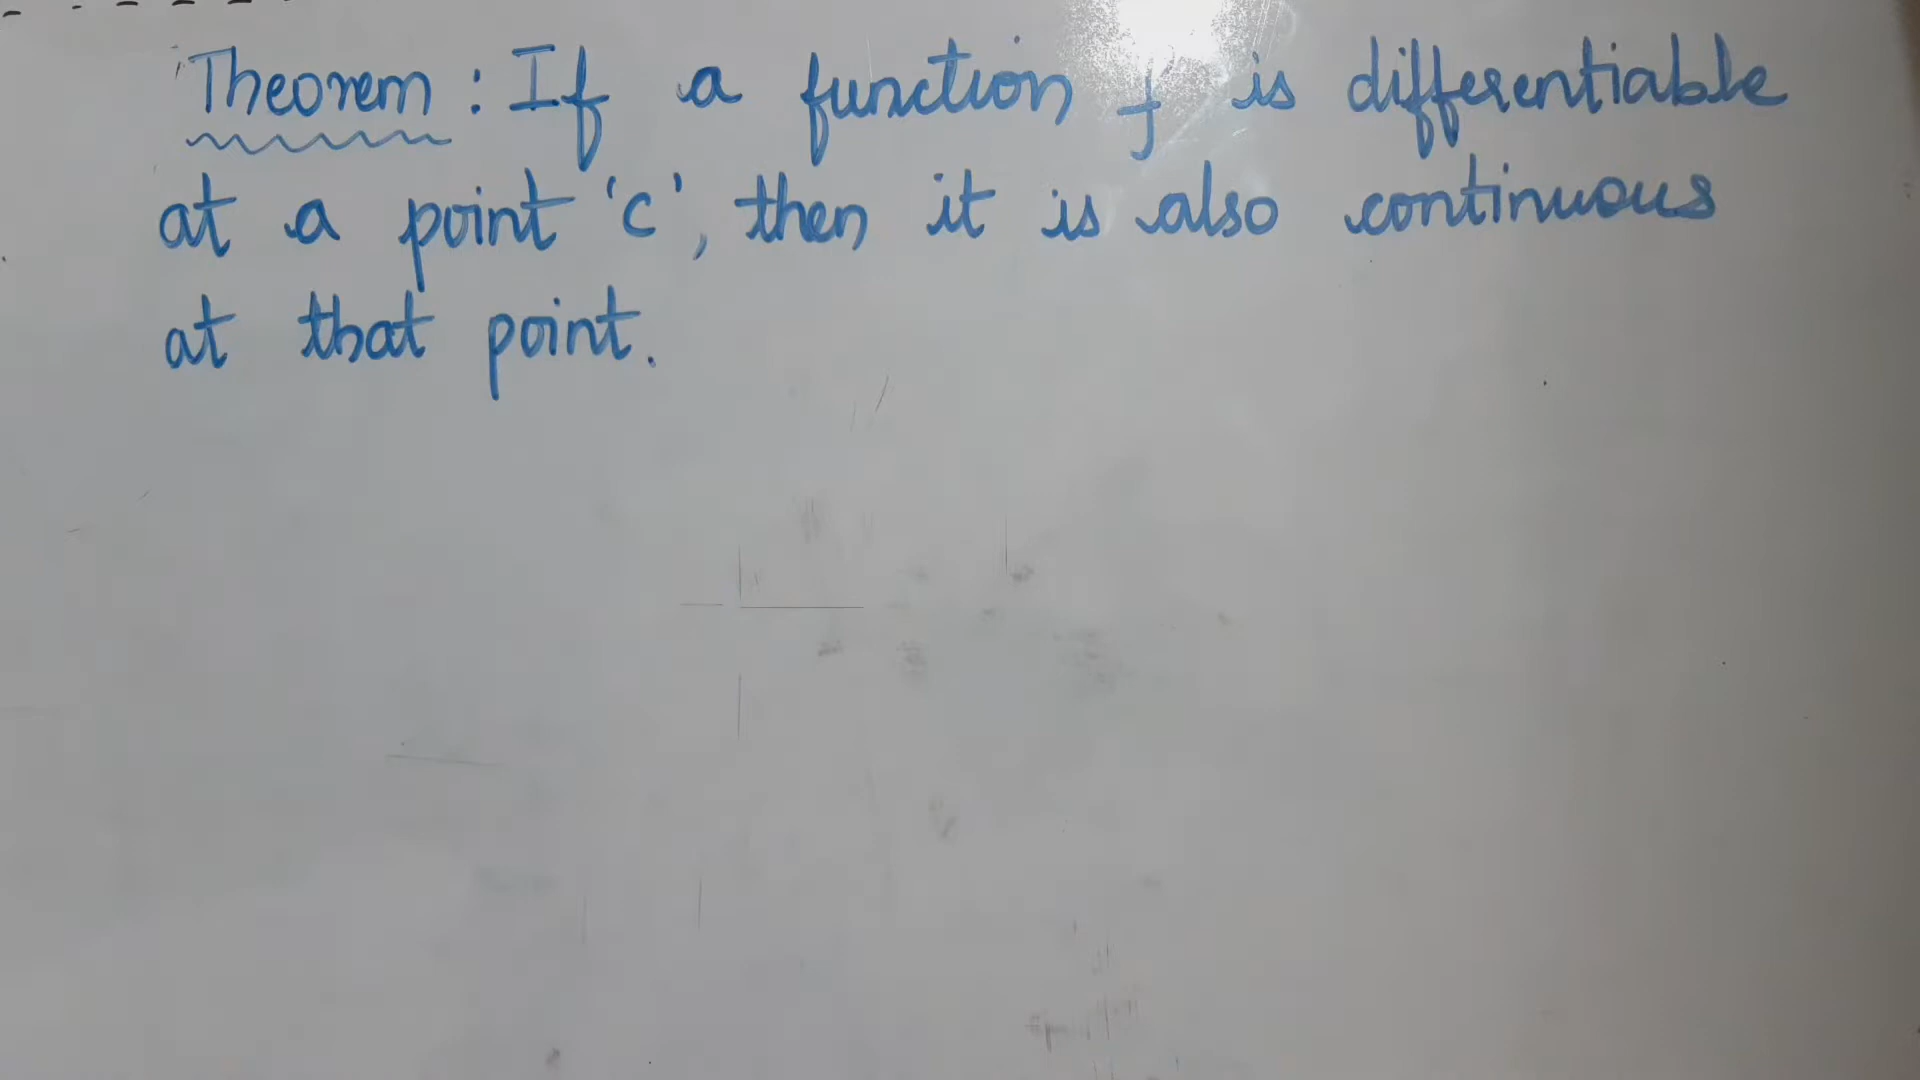 Theorem : If a function f is differentiable
at a point 'c', then it is also continuous
at that point.